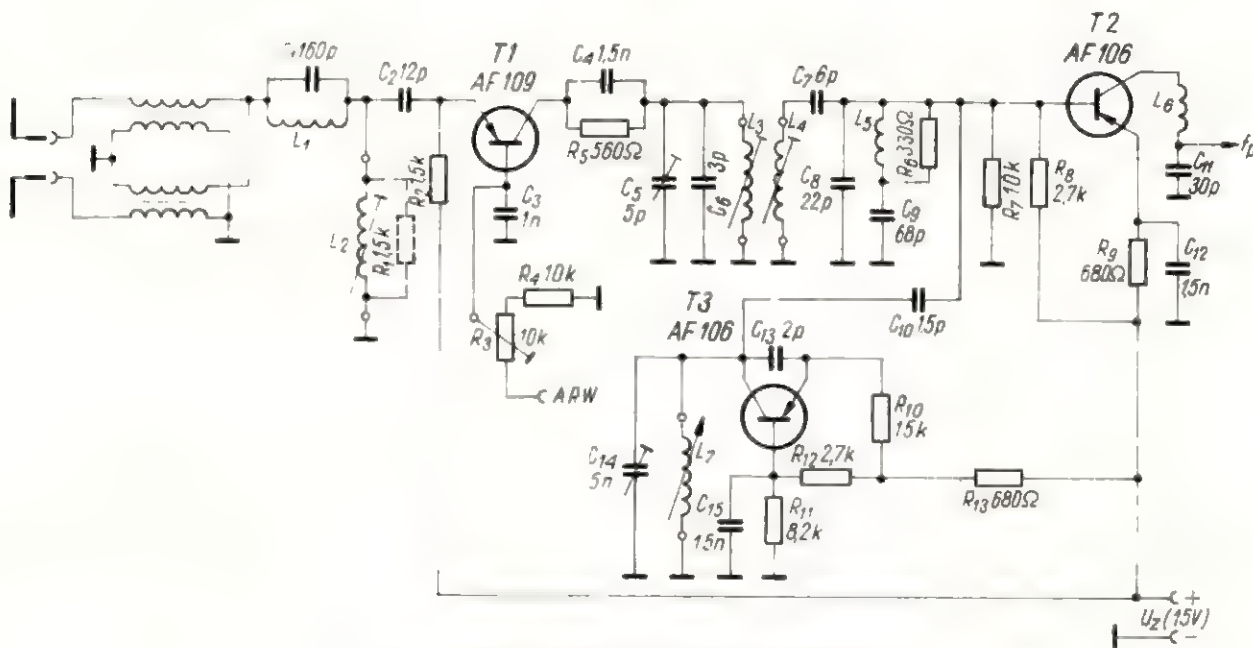 160p
L1
C2 12p
T1
AF 109
C4 1,5n
R5 560Ω
C3
1n
R2 1,5k
L2
R1 1,5k
R4 10k
R3
10k
ARW
C5
5p
3p
C6
L3
L4
C7 6p
C8
22p
L5
R6 330Ω
C9
68p
R7 10k
R8
2,7k
T2
AF 106
L6
fp
C11
30p
R9
680Ω
C12
1,5n
C10 1,5p
T3
AF 106
C13 2p
R10
1,5k
R12 2,7k
R13 680Ω
R11
8,2k
C14
5n
L7
C15
1,5n
+
UZ (15V)
−